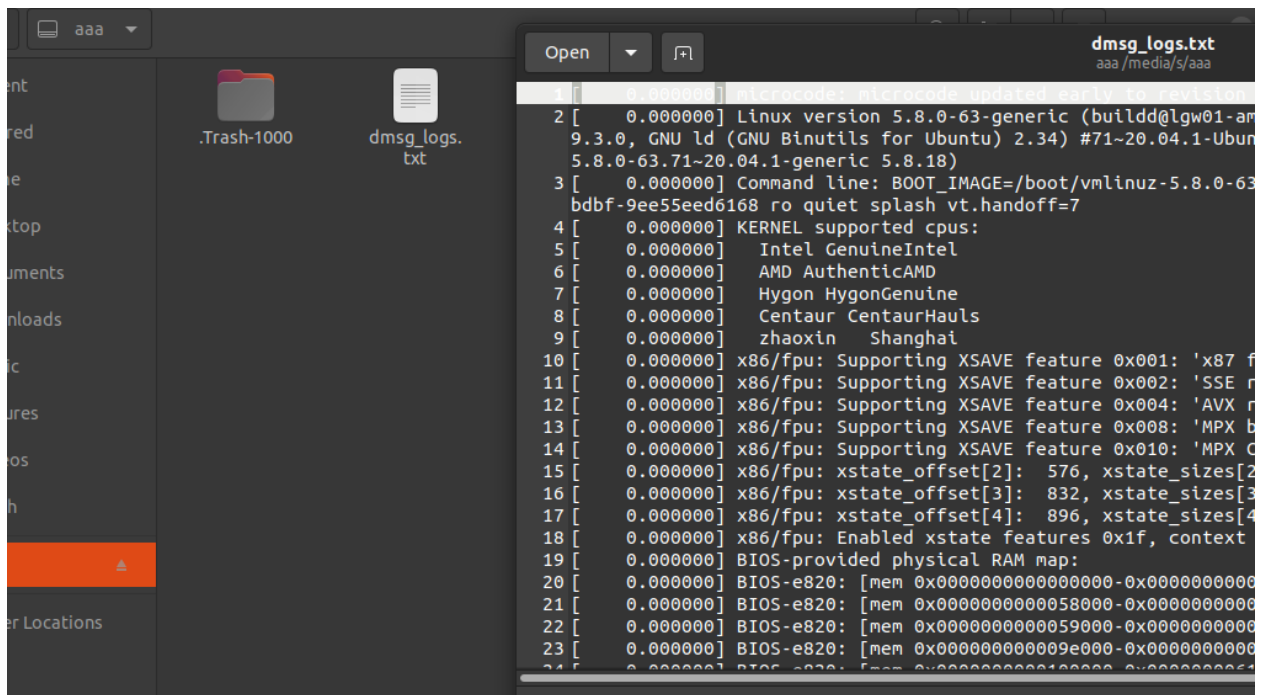 aaa
.Trash-1000
dmsg_logs.
txt
er Locations
Open
dmsg_logs.txt
aaa /media/s/aaa
1 [ 0.000000] microcode: microcode updated early to revision
2 [ 0.000000] Linux version 5.8.0-63-generic (buildd@lgw01-am
9.3.0, GNU ld (GNU Binutils for Ubuntu) 2.34) #71~20.04.1-Ubun
5.8.0-63.71~20.04.1-generic 5.8.18)
3 [ 0.000000] Command line: BOOT_IMAGE=/boot/vmlinuz-5.8.0-63
bdbf-9ee55eed6168 ro quiet splash vt.handoff=7
4 [ 0.000000] KERNEL supported cpus:
5 [ 0.000000] Intel GenuineIntel
6 [ 0.000000] AMD AuthenticAMD
7 [ 0.000000] Hygon HygonGenuine
8 [ 0.000000] Centaur CentaurHauls
9 [ 0.000000] zhaoxin Shanghai
10 [ 0.000000] x86/fpu: Supporting XSAVE feature 0x001: 'x87 f
11 [ 0.000000] x86/fpu: Supporting XSAVE feature 0x002: 'SSE r
12 [ 0.000000] x86/fpu: Supporting XSAVE feature 0x004: 'AVX r
13 [ 0.000000] x86/fpu: Supporting XSAVE feature 0x008: 'MPX b
14 [ 0.000000] x86/fpu: Supporting XSAVE feature 0x010: 'MPX C
15 [ 0.000000] x86/fpu: xstate_offset[2]: 576, xstate_sizes[2
16 [ 0.000000] x86/fpu: xstate_offset[3]: 832, xstate_sizes[3
17 [ 0.000000] x86/fpu: xstate_offset[4]: 896, xstate_sizes[4
18 [ 0.000000] x86/fpu: Enabled xstate features 0x1f, context
19 [ 0.000000] BIOS-provided physical RAM map:
20 [ 0.000000] BIOS-e820: [mem 0x0000000000000000-0x0000000000
21 [ 0.000000] BIOS-e820: [mem 0x0000000000058000-0x0000000000
22 [ 0.000000] BIOS-e820: [mem 0x0000000000059000-0x0000000000
23 [ 0.000000] BIOS-e820: [mem 0x000000000009e000-0x0000000000